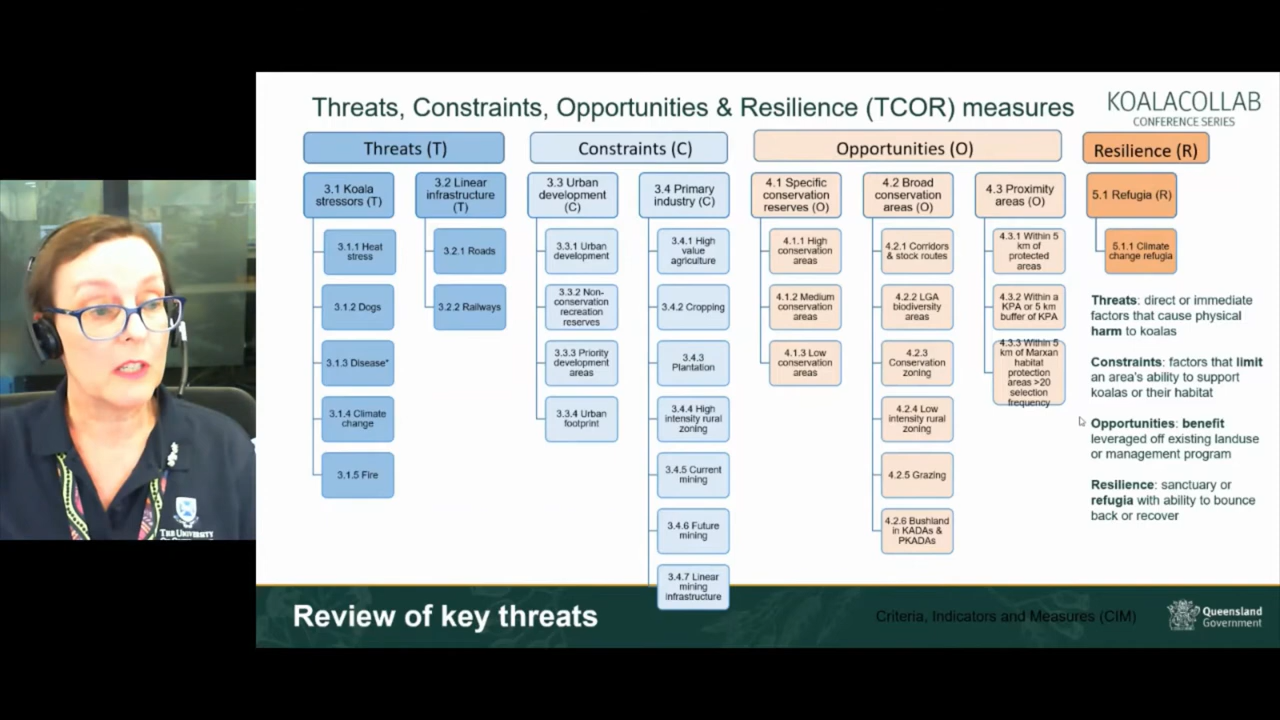 Threats, Constraints, Opportunities & Resilience (TCOR) measures
KOALACOLLAB
CONFERENCE SERIES
Threats (T)
Constraints (C)
Opportunities (O)
Resilience (R)
3.1 Koala
stressors (T)
3.1.1 Heat
stress
3.1.2 Dogs
3.1.3 Disease*
3.1.4 Climate
change
3.1.5 Fire
3.2 Linear
infrastructure
(T)
3.2.1 Roads
3.2.2 Railways
3.3 Urban
development
(C)
3.3.1 Urban
development
3.3.2 Non-
conservation
recreation
reserves
3.3.3 Priority
development
areas
3.3.4 Urban
footprint
3.4 Primary
industry (C)
3.4.1 High
value
agriculture
3.4.2 Cropping
3.4.3
Plantation
3.4.4 High
intensity rural
zoning
3.4.5 Current
mining
3.4.6 Future
mining
3.4.7 Linear
mining
infrastructure
4.1 Specific
conservation
reserves (O)
4.1.1 High
conservation
areas
4.1.2 Medium
conservation
areas
4.1.3 Low
conservation
areas
4.2 Broad
conservation
areas (O)
4.2.1 Corridors
& stock routes
4.2.2 LGA
biodiversity
areas
4.2.3
Conservation
zoning
4.2.4 Low
intensity rural
zoning
4.2.5 Grazing
4.2.6 Bushland
in KADAs &
PKADAs
4.3 Proximity
areas (O)
4.3.1 Within 5
km of
protected
areas
4.3.2 Within a
KPA or 5 km
buffer of KPA
4.3.3 Within 5
km of Marxan
habitat
protection
areas >20
selection
frequency
5.1 Refugia (R)
5.1.1 Climate
change refugia
Threats: direct or immediate
factors that cause physical
harm to koalas
Constraints: factors that limit
an area's ability to support
koalas or their habitat
Opportunities: benefit
leveraged off existing landuse
or management program
Resilience: sanctuary or
refugia with ability to bounce
back or recover
Review of key threats
Criteria, Indicators and Measures (CIM)
Queensland
Government
THE UNIVERSITY